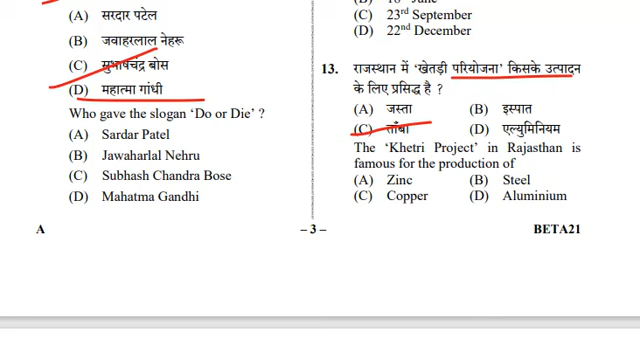 (A) सरदार पटेल
(B) जवाहरलाल नेहरू
(C) सुभाषचंद्र बोस
(D) महात्मा गांधी
Who gave the slogan ‘Do or Die’ ?
(A) Sardar Patel
(B) Jawaharlal Nehru
(C) Subhash Chandra Bose
(D) Mahatma Gandhi
(C) 23rd September
(D) 22nd December
13. राजस्थान में ‘खेतड़ी परियोजना’ किसके उत्पादन
के लिए प्रसिद्ध है ?
(A) जस्ता (B) इस्पात
(C) ताँबा (D) एल्युमिनियम
The ‘Khetri Project’ in Rajasthan is
famous for the production of
(A) Zinc (B) Steel
(C) Copper (D) Aluminium
A – 3 – BETA21